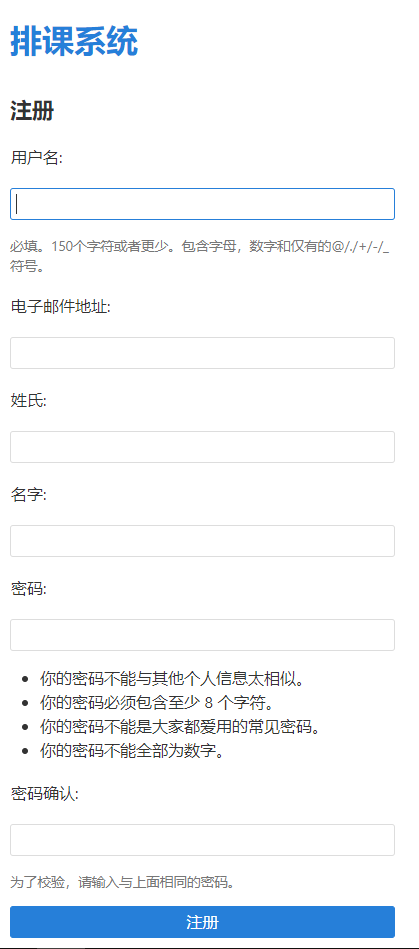 排课系统
注册
用户名:
必填。150个字符或者更少。包含字母，数字和仅有的@/./+/-/_
符号。
电子邮件地址:
姓氏:
名字:
密码:
你的密码不能与其他个人信息太相似。
你的密码必须包含至少 8 个字符。
你的密码不能是大家都爱用的常见密码。
你的密码不能全部为数字。
密码确认:
为了校验，请输入与上面相同的密码。
注册